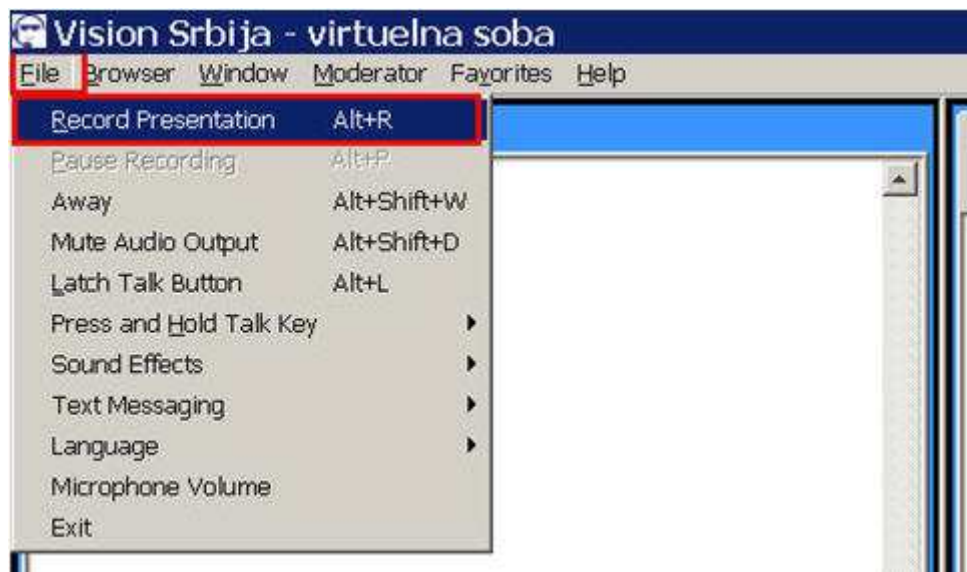 Vision Srbija - virtuelna soba
File Browser Window Moderator Favorites Help
Record Presentation Alt+R
Pause Recording Alt+P
Away Alt+Shift+W
Mute Audio Output Alt+Shift+D
Latch Talk Button Alt+L
Press and Hold Talk Key
Sound Effects
Text Messaging
Language
Microphone Volume
Exit